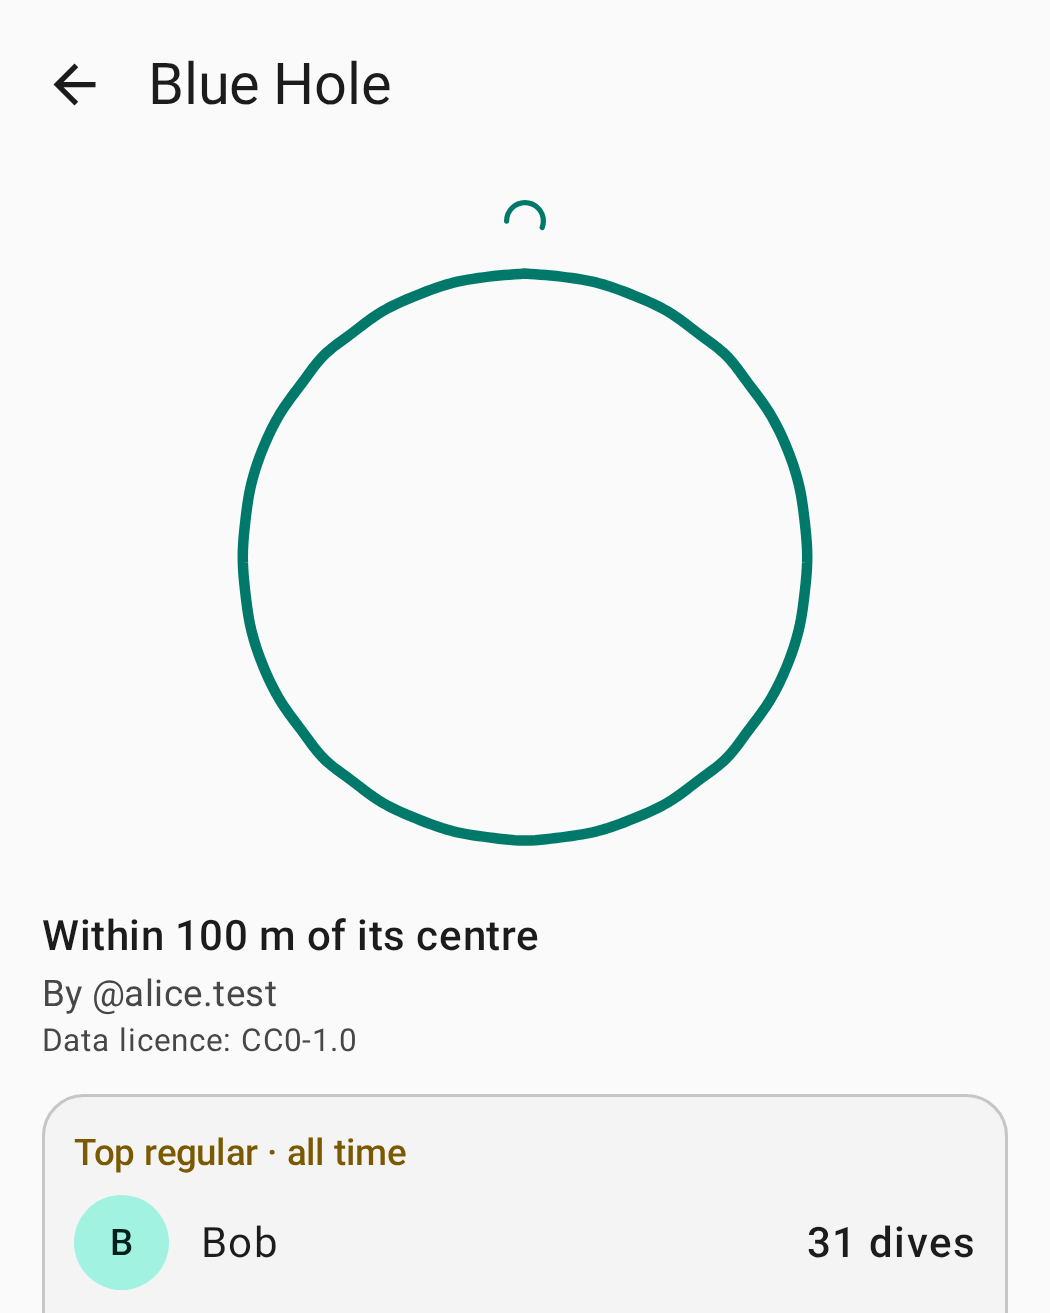 Blue Hole
Within 100 m of its centre
By @alice.test
Data licence: CC0-1.0
Top regular · all time
B Bob 31 dives